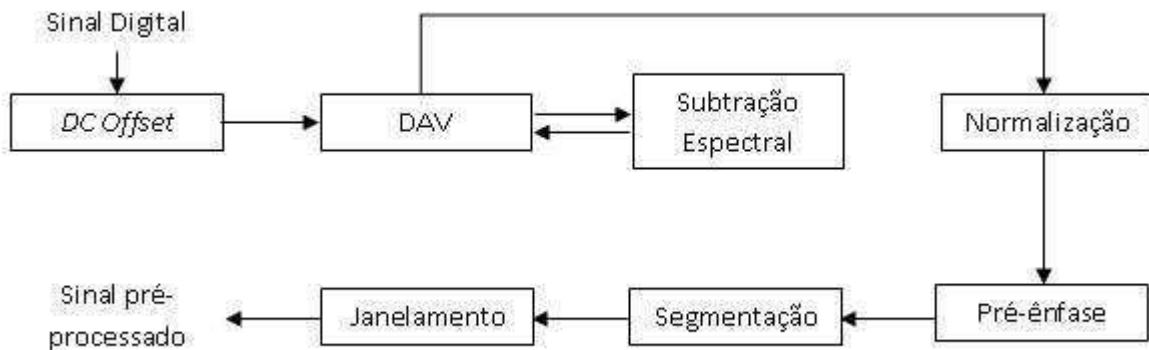 Sinal Digital
DC Offset
DAV
Subtração
Espectral
Normalização
Pré-ênfase
Segmentação
Janelamento
Sinal pré-
processado